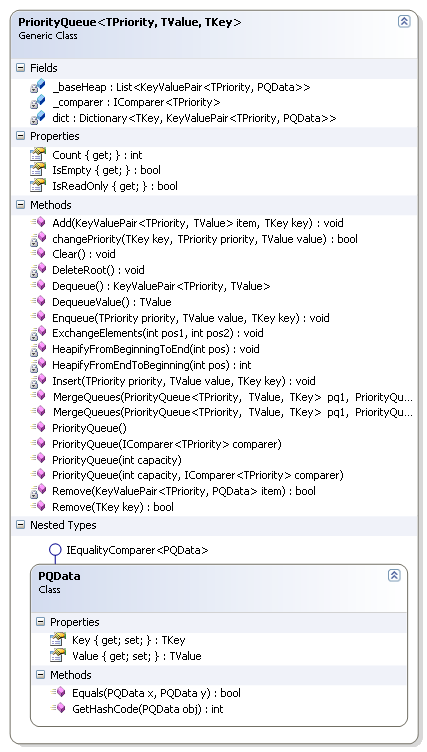 PriorityQueue<TPriority, TValue, TKey>
Generic Class
Fields
_baseHeap : List<KeyValuePair<TPriority, PQData>>
_comparer : IComparer<TPriority>
dict : Dictionary<TKey, KeyValuePair<TPriority, PQData>>
Properties
Count { get; } : int
IsEmpty { get; } : bool
IsReadOnly { get; } : bool
Methods
Add(KeyValuePair<TPriority, TValue> item, TKey key) : void
changePriority(TKey key, TPriority priority, TValue value) : bool
Clear() : void
DeleteRoot() : void
Dequeue() : KeyValuePair<TPriority, TValue>
DequeueValue() : TValue
Enqueue(TPriority priority, TValue value, TKey key) : void
ExchangeElements(int pos1, int pos2) : void
HeapifyFromBeginningToEnd(int pos) : void
HeapifyFromEndToBeginning(int pos) : int
Insert(TPriority priority, TValue value, TKey key) : void
MergeQueues(PriorityQueue<TPriority, TValue, TKey> pq1, PriorityQu...
MergeQueues(PriorityQueue<TPriority, TValue, TKey> pq1, PriorityQu...
PriorityQueue()
PriorityQueue(IComparer<TPriority> comparer)
PriorityQueue(int capacity)
PriorityQueue(int capacity, IComparer<TPriority> comparer)
Remove(KeyValuePair<TPriority, PQData> item) : bool
Remove(TKey key) : bool
Nested Types
IEqualityComparer<PQData>
PQData
Class
Properties
Key { get; set; } : TKey
Value { get; set; } : TValue
Methods
Equals(PQData x, PQData y) : bool
GetHashCode(PQData obj) : int